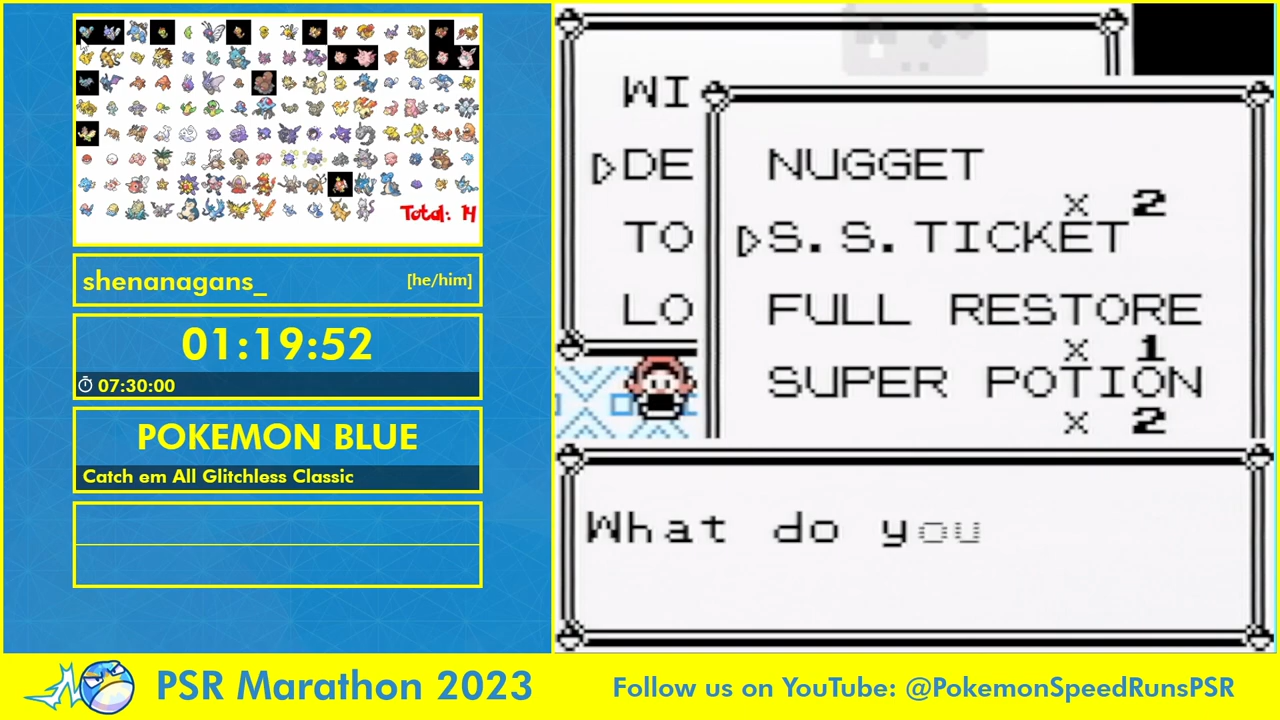 Total: 14
shenanagans_ [he/him]
01:19:52
07:30:00
POKEMON BLUE
Catch em All Glitchless Classic
WI
DE
TO
LO
NUGGET
x 2
S.S.TICKET
FULL RESTORE
x 1
SUPER POTION
x 2
What do you
PSR Marathon 2023
Follow us on YouTube: @PokemonSpeedRunsPSR